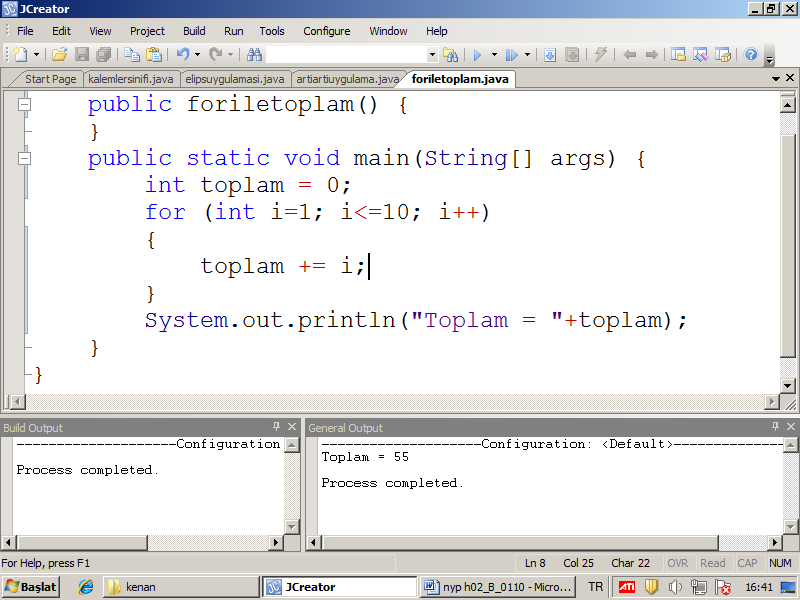 JCreator
File Edit View Project Build Run Tools Configure Window Help
Start Page kalemlersinifi.java elipsuygulamasi.java artiartiuygulama.java foriletoplam.java
public foriletoplam() {
}
public static void main(String[] args) {
int toplam = 0;
for (int i=1; i<=10; i++)
{
toplam += i;
}
System.out.println("Toplam = "+toplam);
}
}
Build Output
--------------------Configuration
Process completed.
General Output
--------------------Configuration: <Default>--------------
Toplam = 55
Process completed.
For Help, press F1 Ln 8 Col 25 Char 22 OVR Read CAP NUM
Başlat kenan JCreator nyp h02_B_0110 - Micro... TR ATI 16:41